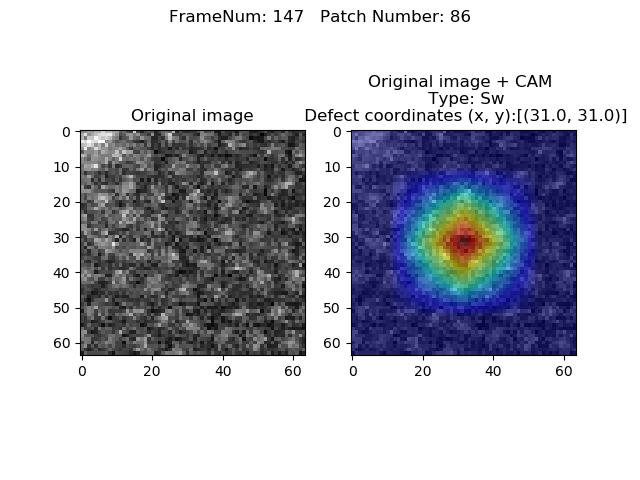 FrameNum: 147   Patch Number: 86
Original image
Original image + CAM
Type: Sw
Defect coordinates (x, y):[(31.0, 31.0)]
0
10
20
30
40
50
60
0 20 40 60
0
10
20
30
40
50
60
0 20 40 60